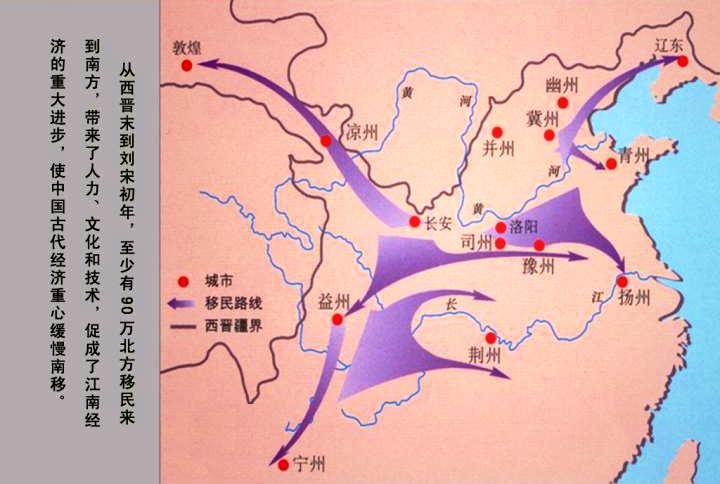 从西晋末到刘宋初年，至少有90万北方移民来
到南方，带来了人力、文化和技术，促成了江南经
济的重大进步，使中国古代经济重心缓慢南移。
敦煌
辽东
幽州
黄
河
凉州
冀州
并州
青州
河
黄
长安
洛阳
司州
豫州
城市
移民路线
西晋疆界
益州
长
江
扬州
荆州
宁州